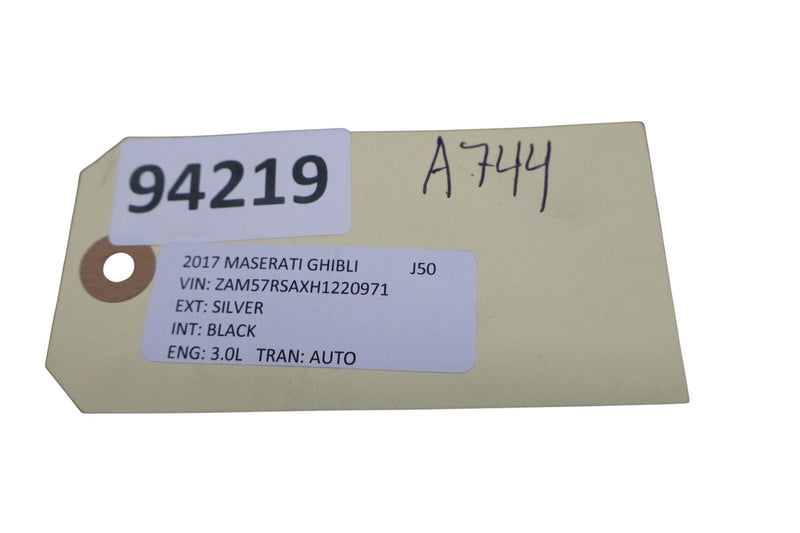 94219
A744
2017 MASERATI GHIBLI J50
VIN: ZAM57RSAXH1220971
EXT: SILVER
INT: BLACK
ENG: 3.0L TRAN: AUTO